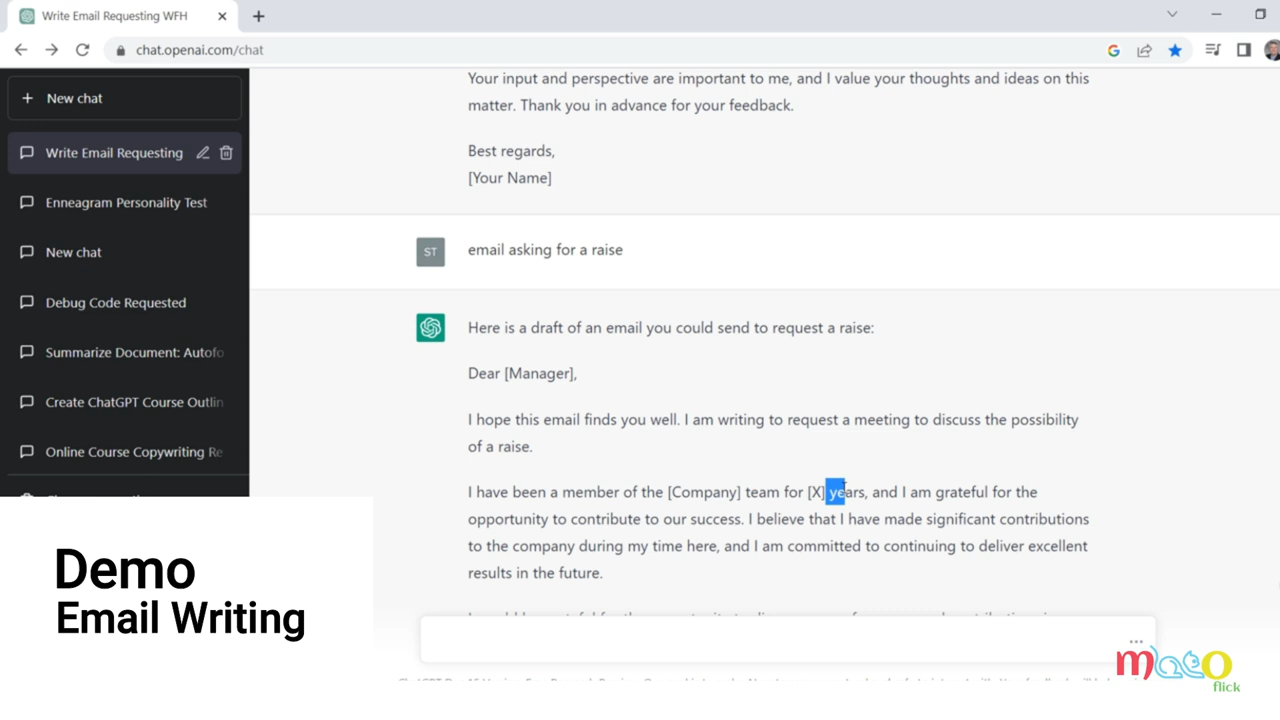 Write Email Requesting WFH
chat.openai.com/chat
New chat
Write Email Requesting
Enneagram Personality Test
New chat
Debug Code Requested
Summarize Document: Autofo
Create ChatGPT Course Outlin
Online Course Copywriting Re
Your input and perspective are important to me, and I value your thoughts and ideas on this
matter. Thank you in advance for your feedback.
Best regards,
[Your Name]
ST
email asking for a raise
Here is a draft of an email you could send to request a raise:
Dear [Manager],
I hope this email finds you well. I am writing to request a meeting to discuss the possibility
of a raise.
I have been a member of the [Company] team for [X] years, and I am grateful for the
opportunity to contribute to our success. I believe that I have made significant contributions
to the company during my time here, and I am committed to continuing to deliver excellent
results in the future.
Demo
Email Writing
flick